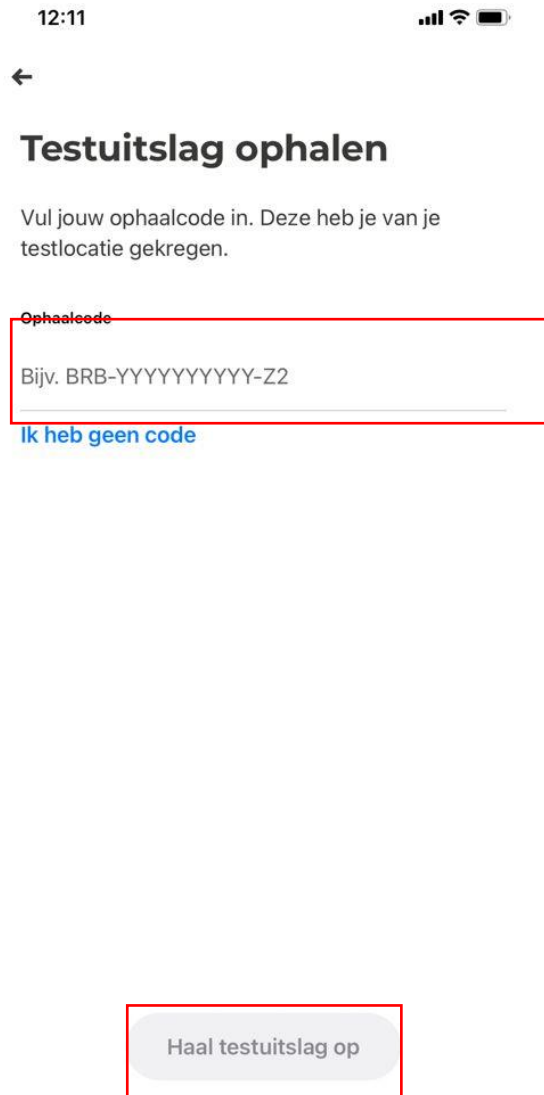 12:11
Testuitslag ophalen
Vul jouw ophaalcode in. Deze heb je van je
testlocatie gekregen.
Ophaalcode
Bijv. BRB-YYYYYYYYYY-Z2
Ik heb geen code
Haal testuitslag op